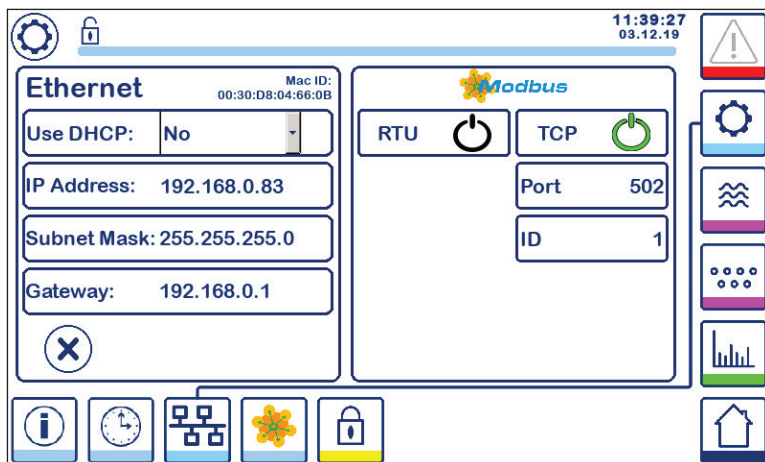 11:39:27
03.12.19
Ethernet
Mac ID:
00:30:D8:04:66:0B
Use DHCP: No
IP Address: 192.168.0.83
Subnet Mask: 255.255.255.0
Gateway: 192.168.0.1
Modbus
RTU
TCP
Port 502
ID 1